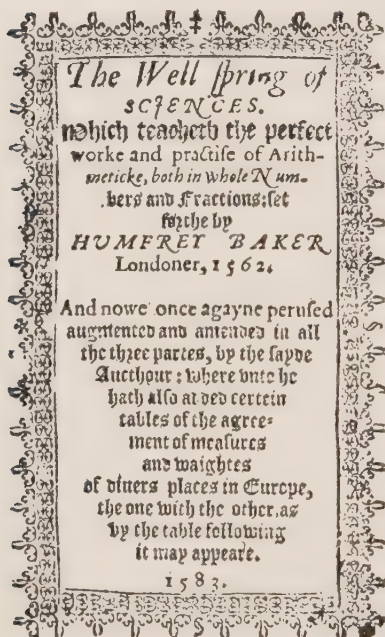 The Well ſpring of
SCIENCES.
Which teacheth the perfect
worke and practiſe of Arith-
meticke, both in whole Num-
bers and Fractions: ſet
forthe by
HUMFREY BAKER
Londoner, 1562.
And nowe once agayne peruſed
augmented and amended in all
the three partes, by the ſayde
Aucthour: Where vnto he
hath alſo added certein
tables of the agree-
ment of meaſures
and waightes
of diuers places in Europe,
the one with the other, as
by the table following
it may appeare.
1583.